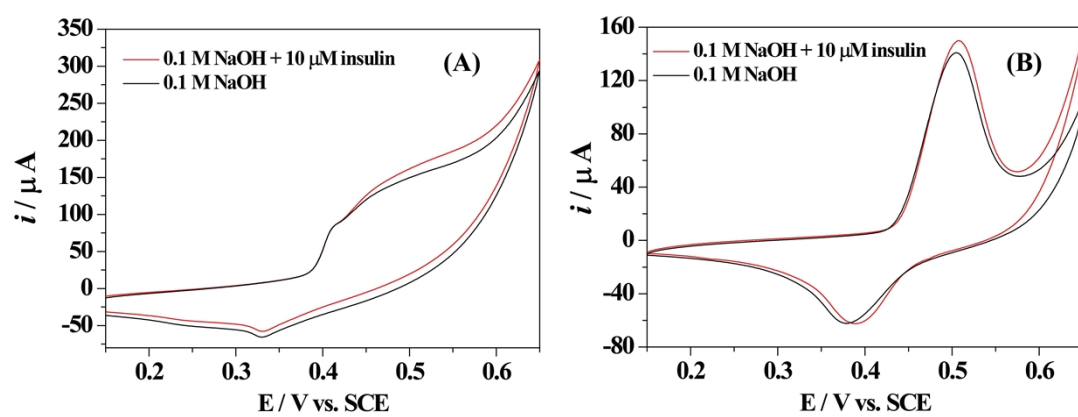 350
300
250
200
150
100
50
0
-50
i / μ A
0.1 M NaOH + 10 μM insulin
0.1 M NaOH
(A)
0.2 0.3 0.4 0.5 0.6
E / V vs. SCE
160
120
80
40
0
-40
-80
i / μ A
0.1 M NaOH + 10 μM insulin
0.1 M NaOH
(B)
0.2 0.3 0.4 0.5 0.6
E / V vs. SCE